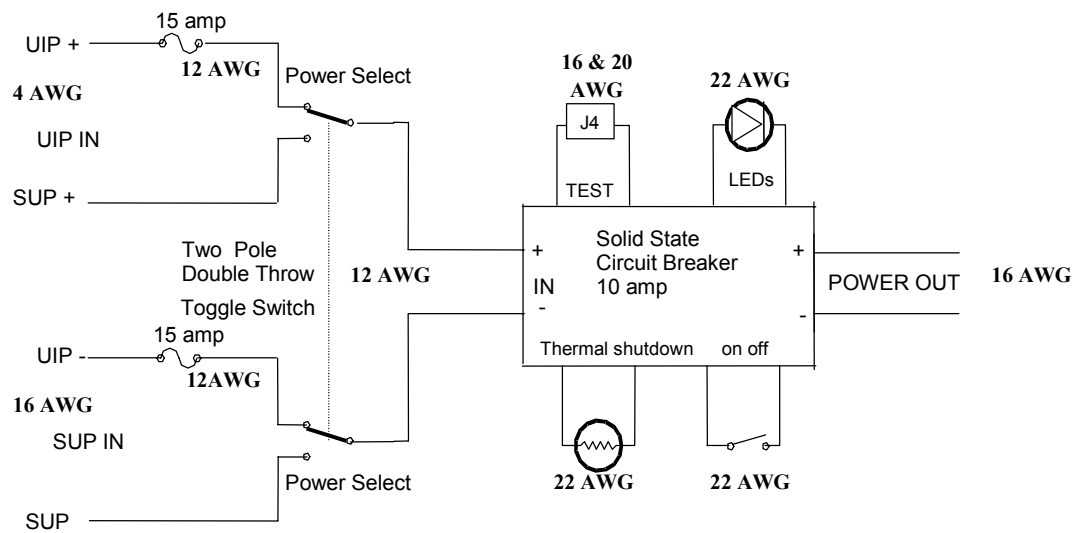 15 amp
UIP +
12 AWG
4 AWG
Power Select
UIP IN
SUP +
16 & 20
AWG
J4
TEST
22 AWG
LEDs
Two Pole
Double Throw
Toggle Switch
12 AWG
+
IN
-
Solid State
Circuit Breaker
10 amp
+
-
POWER OUT
16 AWG
Thermal shutdown
on off
15 amp
UIP -
12AWG
16 AWG
SUP IN
Power Select
SUP
22 AWG
22 AWG